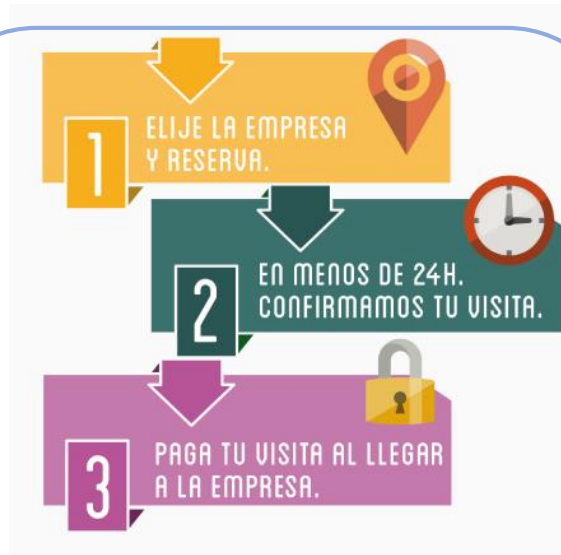 1
ELIJE LA EMPRESA
Y RESERVA.
2
EN MENOS DE 24H.
CONFIRMAMOS TU VISITA.
3
PAGA TU VISITA AL LLEGAR
A LA EMPRESA.